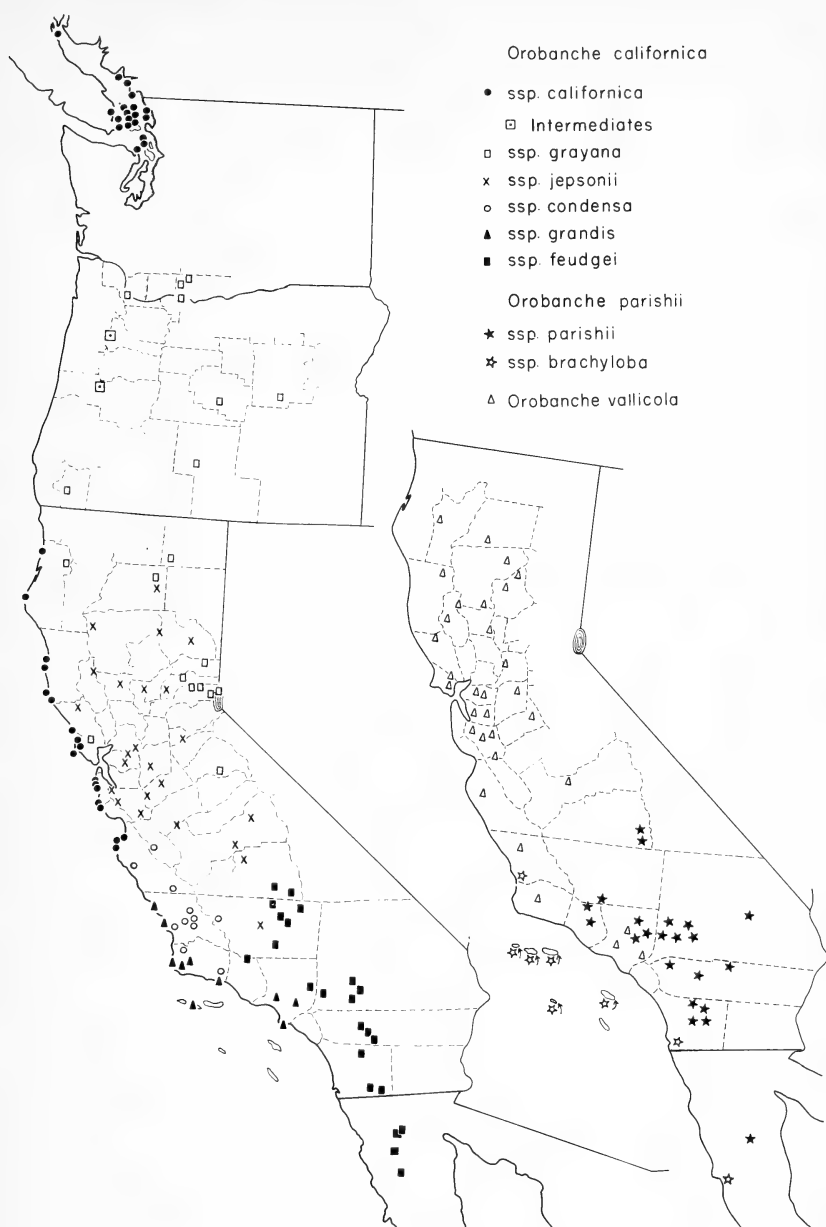 Orobanche californica
ssp. californica
Intermediates
ssp. grayana
ssp. jepsonii
ssp. condensa
ssp. grandis
ssp. feudgei
Orobanche parishii
ssp. parishii
ssp. brachyloba
Orobanche vallicola